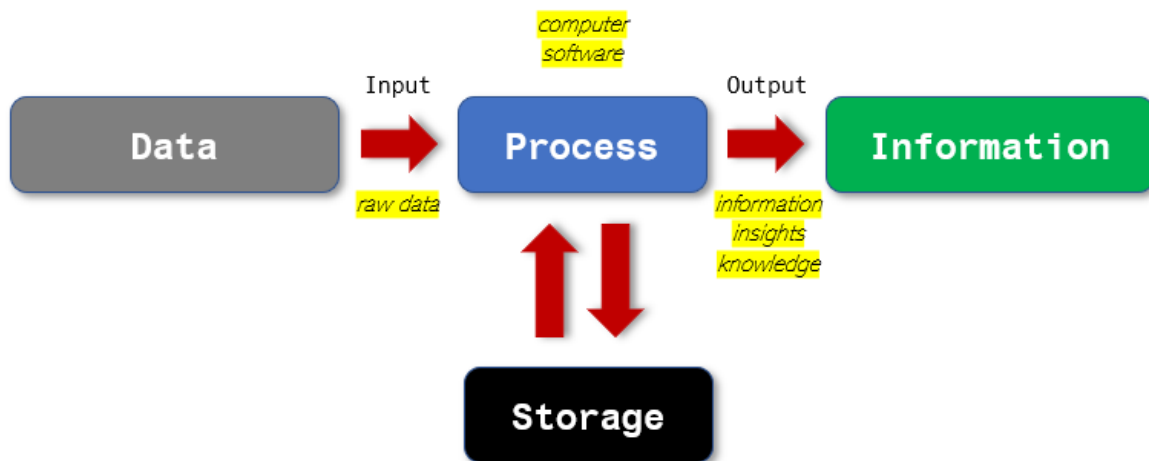 computer
software
Input
Output
Data
Process
Information
raw data
information
insights
knowledge
Storage